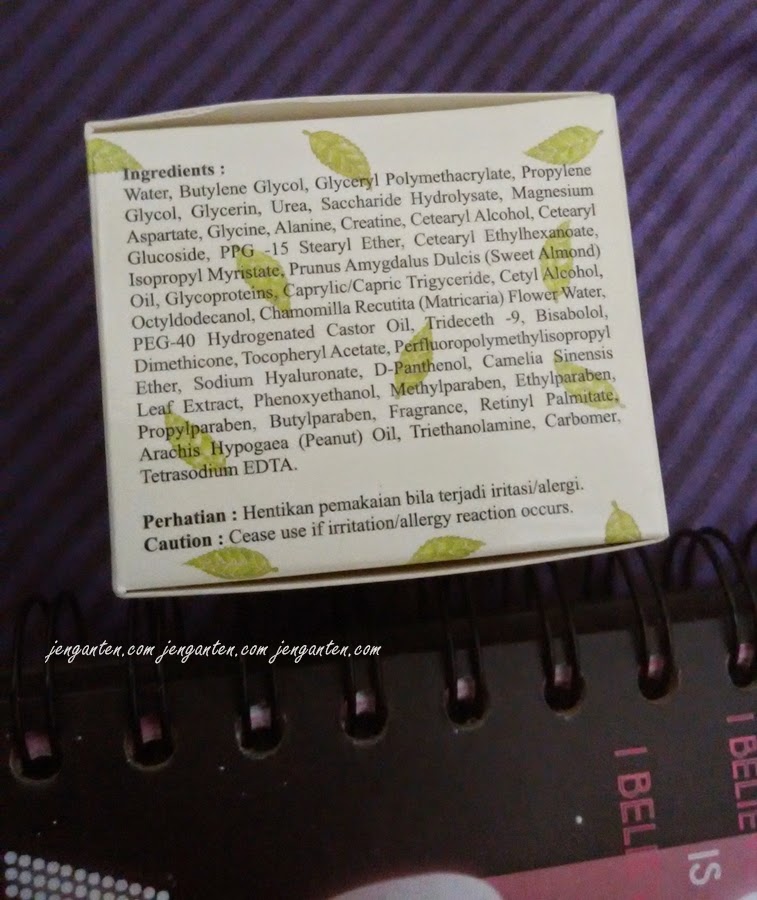 Ingredients :
Water, Butylene Glycol, Glyceryl Polymethacrylate, Propylene
Glycol, Glycerin, Urea, Saccharide Hydrolysate, Magnesium
Aspartate, Glycine, Alanine, Creatine, Cetearyl Alcohol, Cetearyl
Glucoside, PPG -15 Stearyl Ether, Cetearyl Ethylhexanoate,
Isopropyl Myristate, Prunus Amygdalus Dulcis (Sweet Almond)
Oil, Glycoproteins, Caprylic/Capric Trigyceride, Cetyl Alcohol,
Octyldodecanol, Chamomilla Recutita (Matricaria) Flower Water,
PEG-40 Hydrogenated Castor Oil, Trideceth -9, Bisabolol,
Dimethicone, Tocopheryl Acetate, Perfluoropolymethylisopropyl
Ether, Sodium Hyaluronate, D-Panthenol, Camelia Sinensis
Leaf Extract, Phenoxyethanol, Methylparaben, Ethylparaben,
Propylparaben, Butylparaben, Fragrance, Retinyl Palmitate,
Arachis Hypogaea (Peanut) Oil, Triethanolamine, Carbomer,
Tetrasodium EDTA.
Perhatian : Hentikan pemakaian bila terjadi iritasi/alergi.
Caution : Cease use if irritation/allergy reaction occurs.
jenganten.com jenganten.com jenganten.com
I BELIE
I BEL
IS